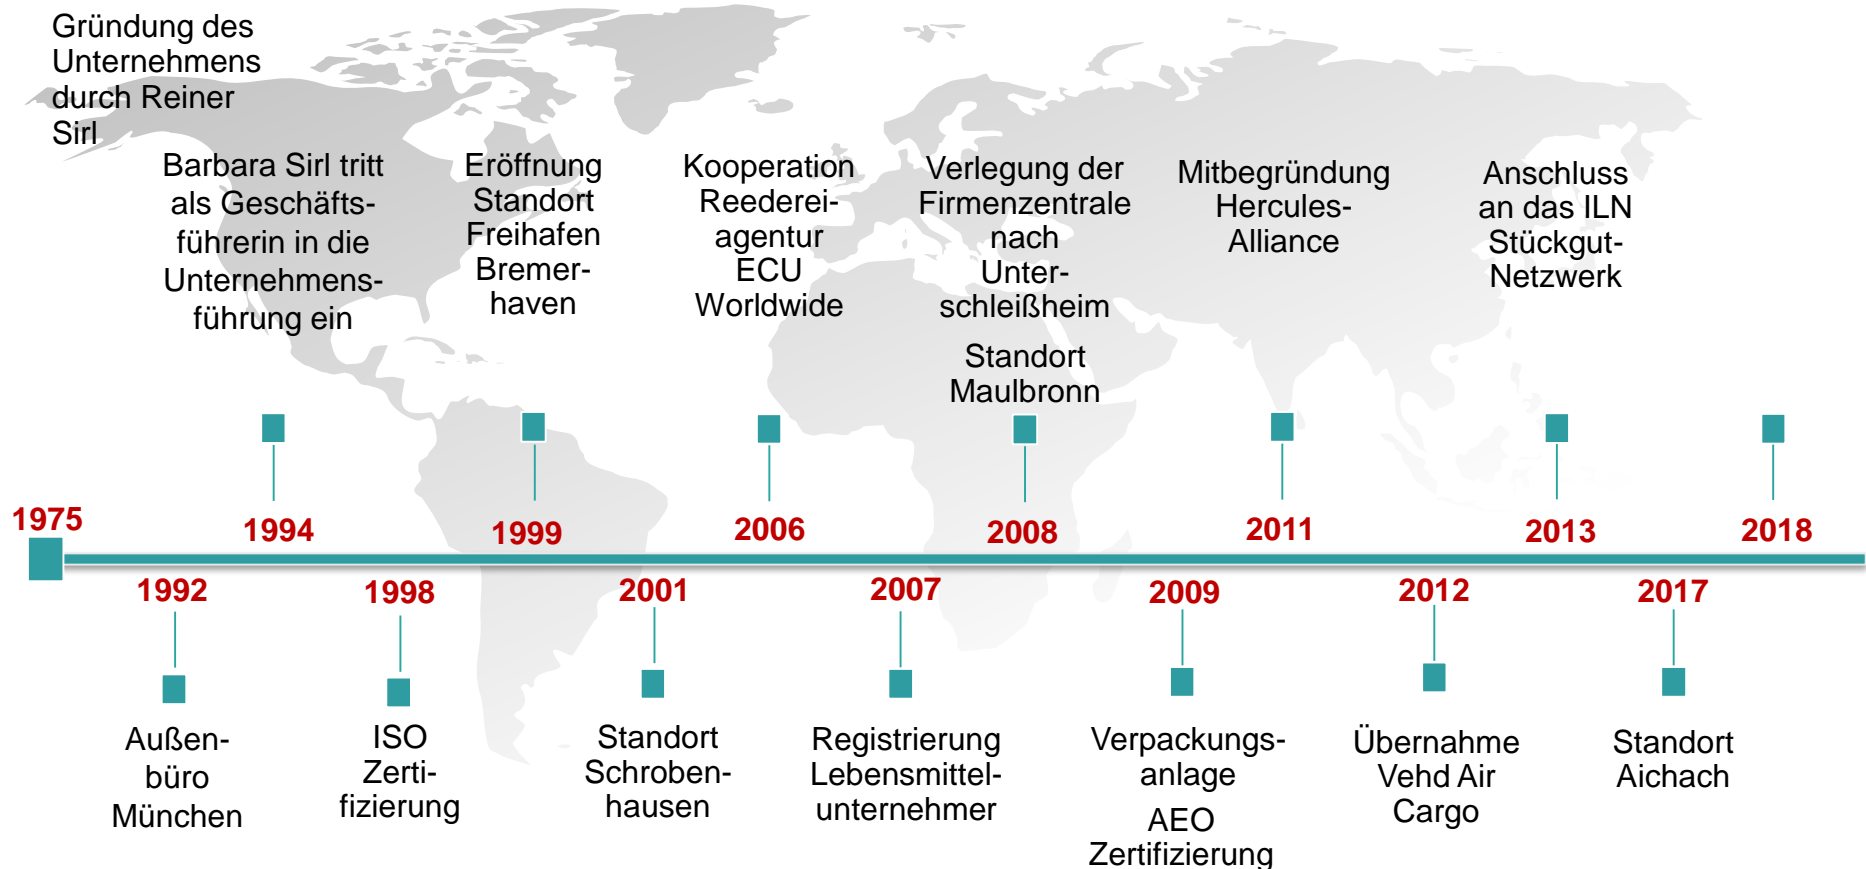 Gründung des
Unternehmens
durch Reiner
Sirl
Barbara Sirl tritt
als Geschäfts-
führerin in die
Unternehmens-
führung ein
Eröffnung
Standort
Freihafen
Bremer-
haven
Kooperation
Reederei-
agentur
ECU
Worldwide
Verlegung der
Firmenzentrale
nach
Unter-
schleißheim
Standort
Maulbronn
Mitbegründung
Hercules-
Alliance
Anschluss
an das ILN
Stückgut-
Netzwerk
1975
1994
1999
2006
2008
2011
2013
2018
1992
1998
2001
2007
2009
2012
2017
Außen-
büro
München
ISO
Zerti-
fizierung
Standort
Schroben-
hausen
Registrierung
Lebensmittel-
unternehmer
Verpackungs-
anlage
AEO
Zertifizierung
Übernahme
Vehd Air
Cargo
Standort
Aichach